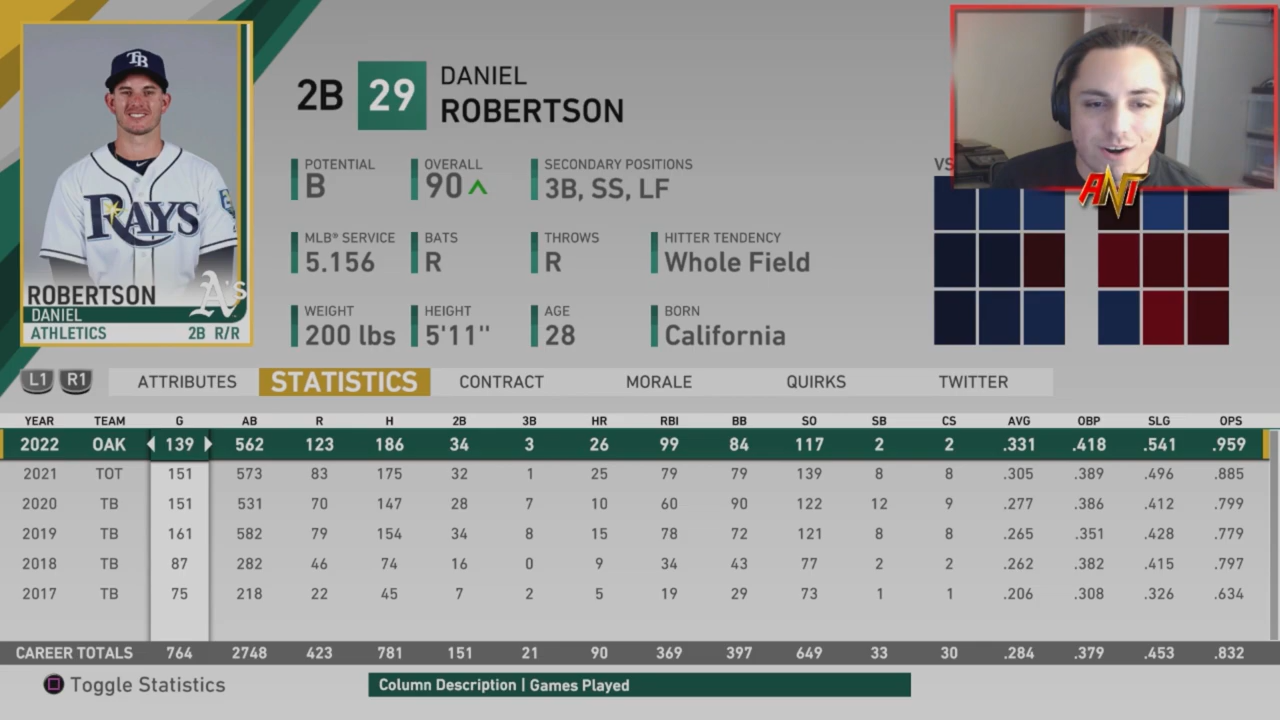 TB
RAYS
A's
ROBERTSON
DANIEL
ATHLETICS 2B R/R
2B 29 DANIEL
ROBERTSON
POTENTIAL OVERALL SECONDARY POSITIONS
B 90 3B, SS, LF
MLB® SERVICE BATS THROWS HITTER TENDENCY
5.156 R R Whole Field
WEIGHT HEIGHT AGE BORN
200 lbs 5'11" 28 California
VS
ANT
L1 R1 ATTRIBUTES STATISTICS CONTRACT MORALE QUIRKS TWITTER
YEAR TEAM G AB R H 2B 3B HR RBI BB SO SB CS AVG OBP SLG OPS
2022 OAK 139 562 123 186 34 3 26 99 84 117 2 2 .331 .418 .541 .959
2021 TOT 151 573 83 175 32 1 25 79 79 139 8 8 .305 .389 .496 .885
2020 TB 151 531 70 147 28 7 10 60 90 122 12 9 .277 .386 .412 .799
2019 TB 161 582 79 154 34 8 15 78 72 121 8 8 .265 .351 .428 .779
2018 TB 87 282 46 74 16 0 9 34 43 77 2 2 .262 .382 .415 .797
2017 TB 75 218 22 45 7 2 5 19 29 73 1 1 .206 .308 .326 .634
CAREER TOTALS 764 2748 423 781 151 21 90 369 397 649 33 30 .284 .379 .453 .832
Toggle Statistics
Column Description | Games Played